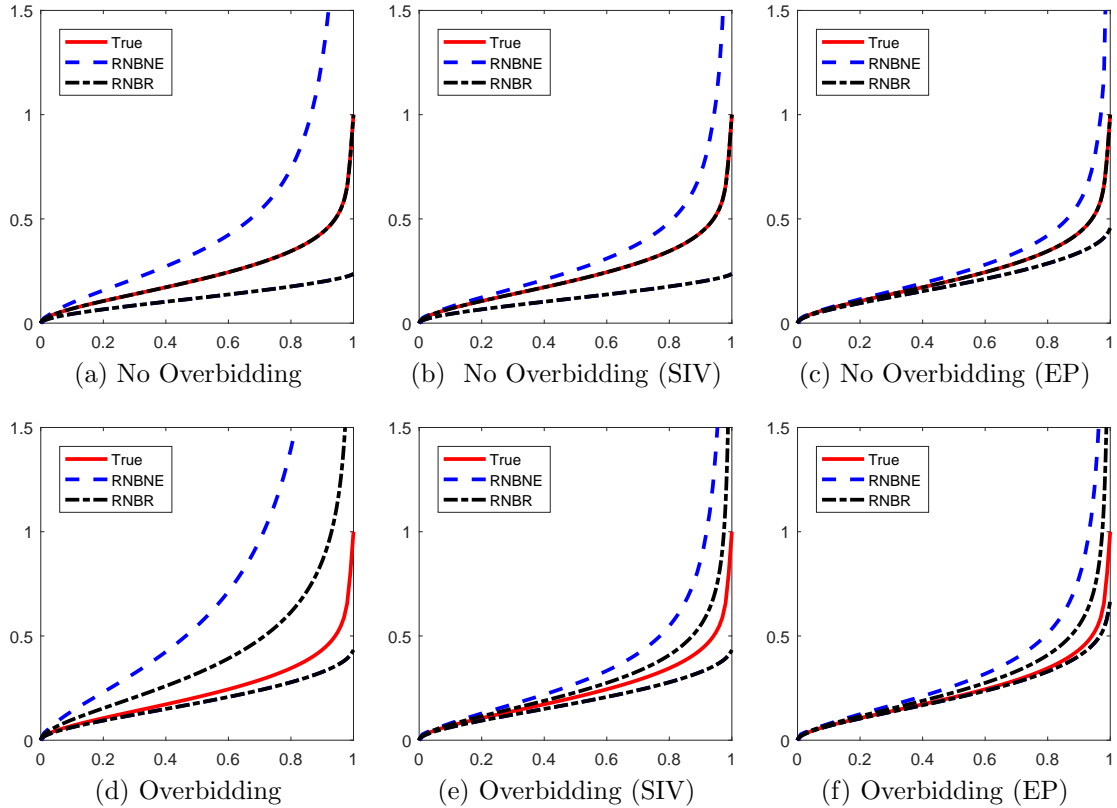 1.5
1
0.5
0
True
RNBNE
RNBR
0 0.2 0.4 0.6 0.8 1
(a) No Overbidding
1.5
1
0.5
0
True
RNBNE
RNBR
0 0.2 0.4 0.6 0.8 1
(b) No Overbidding (SIV)
1.5
1
0.5
0
True
RNBNE
RNBR
0 0.2 0.4 0.6 0.8 1
(c) No Overbidding (EP)
1.5
1
0.5
0
True
RNBNE
RNBR
0 0.2 0.4 0.6 0.8 1
(d) Overbidding
1.5
1
0.5
0
True
RNBNE
RNBR
0 0.2 0.4 0.6 0.8 1
(e) Overbidding (SIV)
1.5
1
0.5
0
True
RNBNE
RNBR
0 0.2 0.4 0.6 0.8 1
(f) Overbidding (EP)